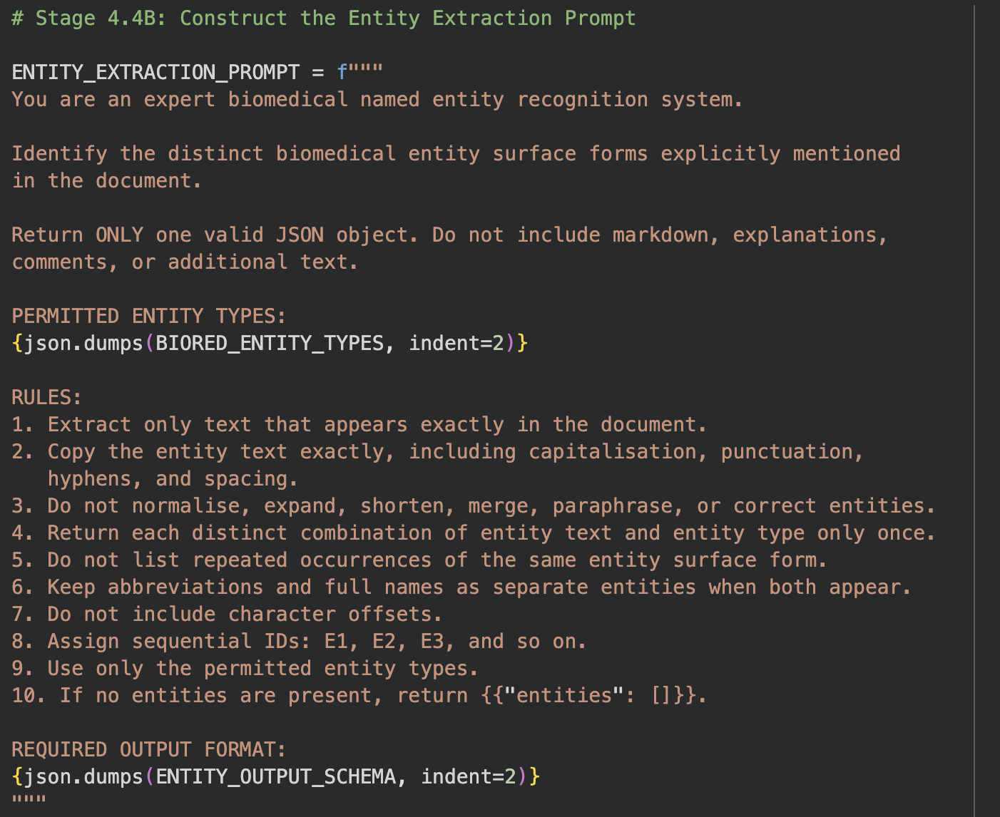 # Stage 4.4B: Construct the Entity Extraction Prompt
ENTITY_EXTRACTION_PROMPT = f"""
You are an expert biomedical named entity recognition system.
Identify the distinct biomedical entity surface forms explicitly mentioned
in the document.
Return ONLY one valid JSON object. Do not include markdown, explanations,
comments, or additional text.
PERMITTED ENTITY TYPES:
{json.dumps(BIORED_ENTITY_TYPES, indent=2)}
RULES:
1. Extract only text that appears exactly in the document.
2. Copy the entity text exactly, including capitalisation, punctuation,
   hyphens, and spacing.
3. Do not normalise, expand, shorten, merge, paraphrase, or correct entities.
4. Return each distinct combination of entity text and entity type only once.
5. Do not list repeated occurrences of the same entity surface form.
6. Keep abbreviations and full names as separate entities when both appear.
7. Do not include character offsets.
8. Assign sequential IDs: E1, E2, E3, and so on.
9. Use only the permitted entity types.
10. If no entities are present, return {{"entities": []}}.
REQUIRED OUTPUT FORMAT:
{json.dumps(ENTITY_OUTPUT_SCHEMA, indent=2)}
"""